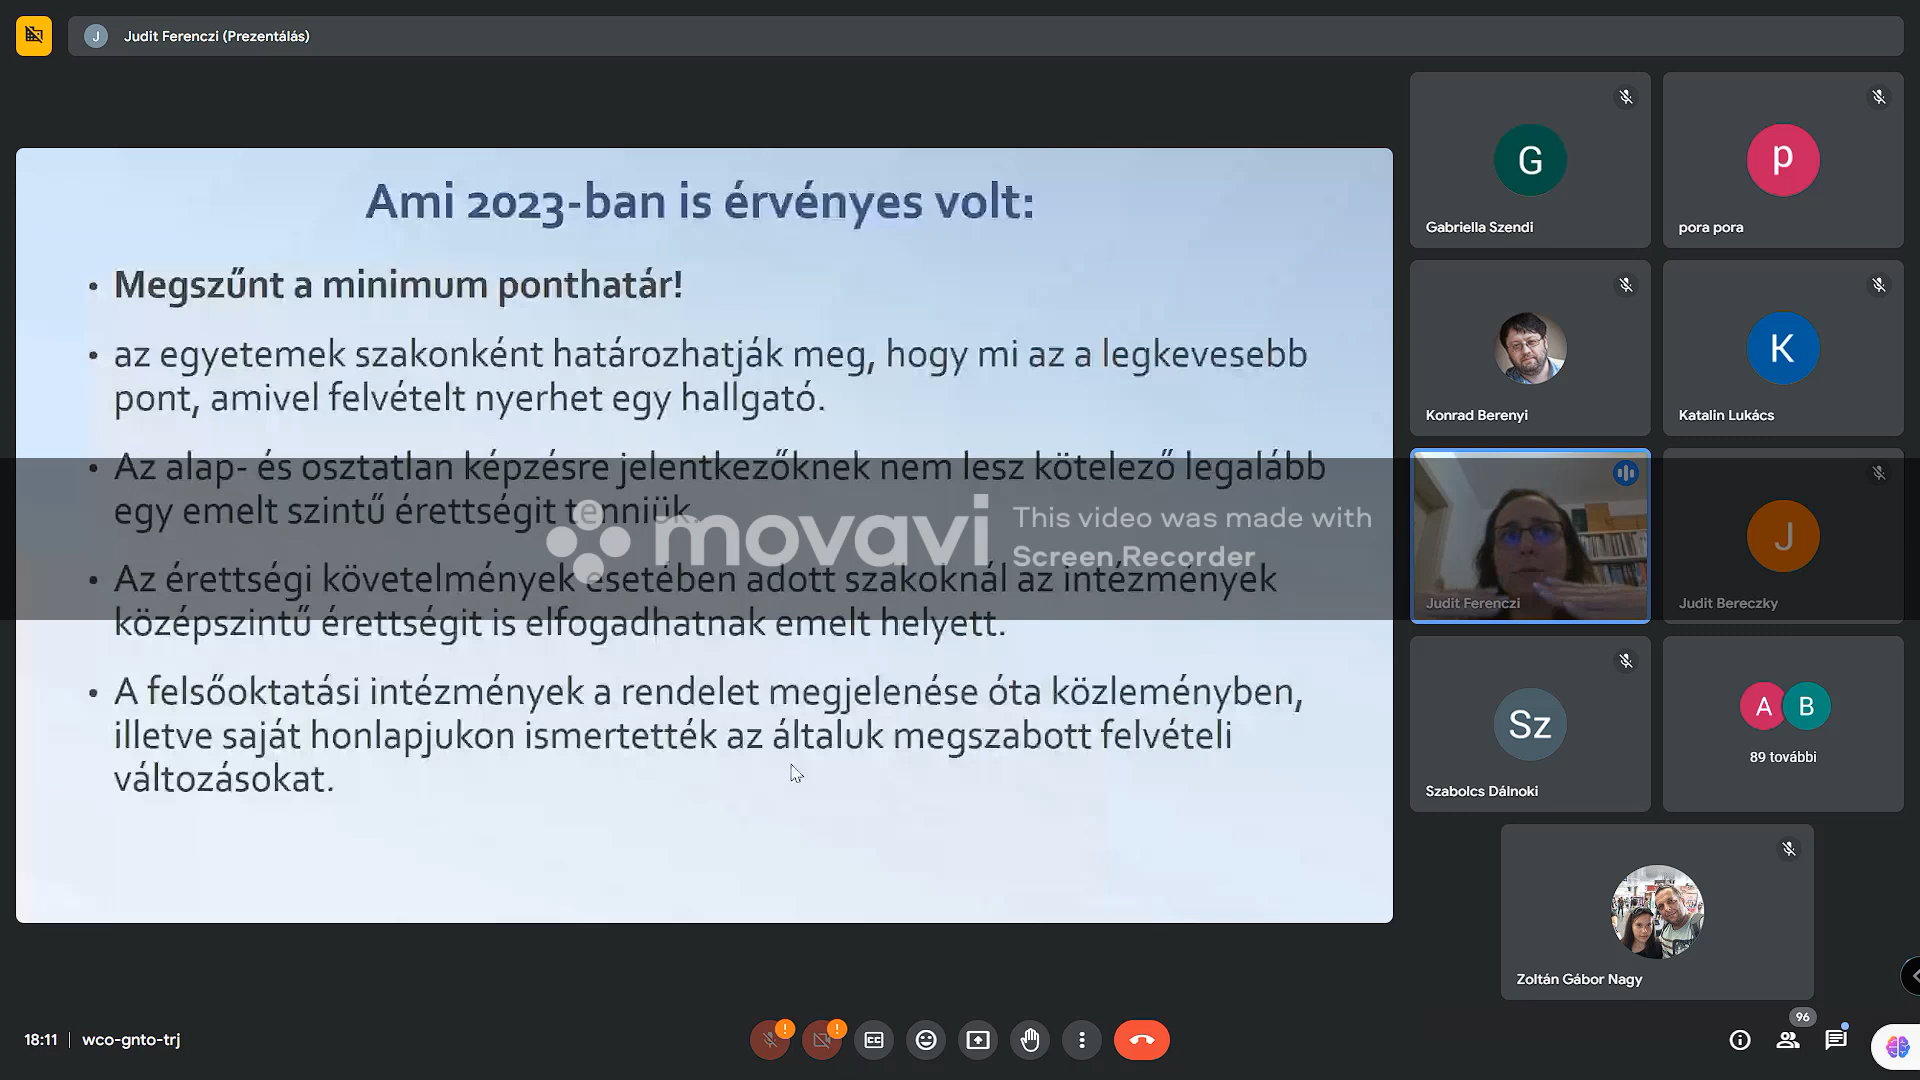 J Judit Ferenczi (Prezentálás)
Ami 2023-ban is érvényes volt:
• Megszűnt a minimum ponthatár!
• az egyetemek szakonként határozhatják meg, hogy mi az a legkevesebb
pont, amivel felvételt nyerhet egy hallgató.
• Az alap- és osztatlan képzésre jelentkezőknek nem lesz kötelező legalább
egy emelt szintű érettségit tenniük.
• Az érettségi követelmények esetében adott szakoknál az intézmények
középszintű érettségit is elfogadhatnak emelt helyett.
• A felsőoktatási intézmények a rendelet megjelenése óta közleményben,
illetve saját honlapjukon ismertették az általuk megszabott felvételi
változásokat.
movavi
This video was made with
Screen Recorder
G
Gabriella Szendi
p
pora pora
Konrad Berenyi
K
Katalin Lukács
Judit Ferenczi
J
Judit Bereczky
Sz
Szabolcs Dálnoki
A B
89 további
Zoltán Gábor Nagy
18:11 | wco-gnto-trj
! !
CC
96